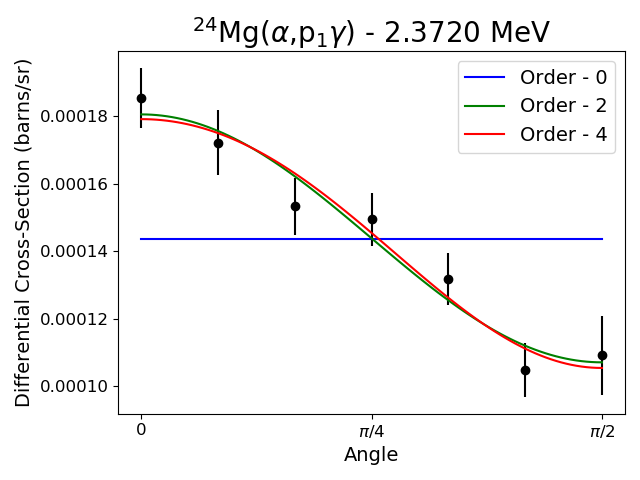 ²⁴Mg(α,p₁γ) - 2.3720 MeV
Order - 0
Order - 2
Order - 4
Differential Cross-Section (barns/sr)
0.00018
0.00016
0.00014
0.00012
0.00010
0
π/4
π/2
Angle